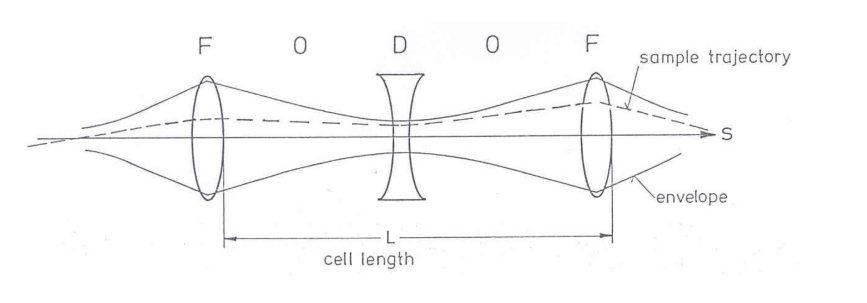 F O D O F
sample trajectory
S
envelope
L
cell length